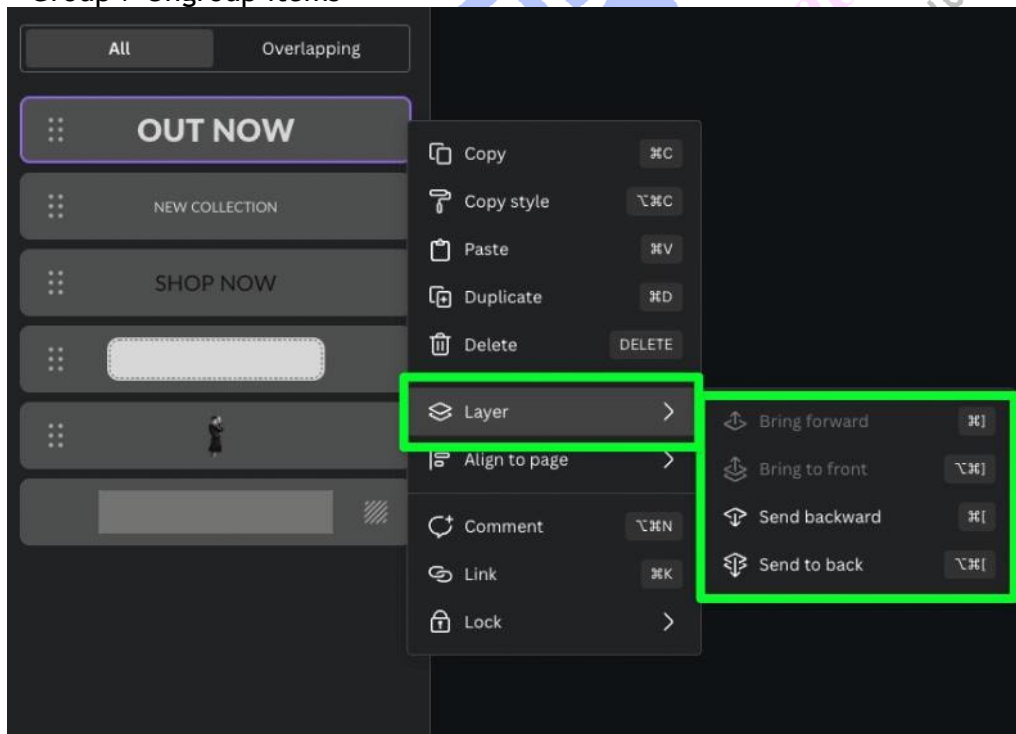 Group / Ungroup Items
All Overlapping
OUT NOW
NEW COLLECTION
SHOP NOW
Copy ⌘C
Copy style ⌥⌘C
Paste ⌘V
Duplicate ⌘D
Delete DELETE
Layer
Align to page
Comment ⌥⌘N
Link ⌘K
Lock
Bring forward ⌘]
Bring to front ⌥⌘]
Send backward ⌘[
Send to back ⌥⌘[